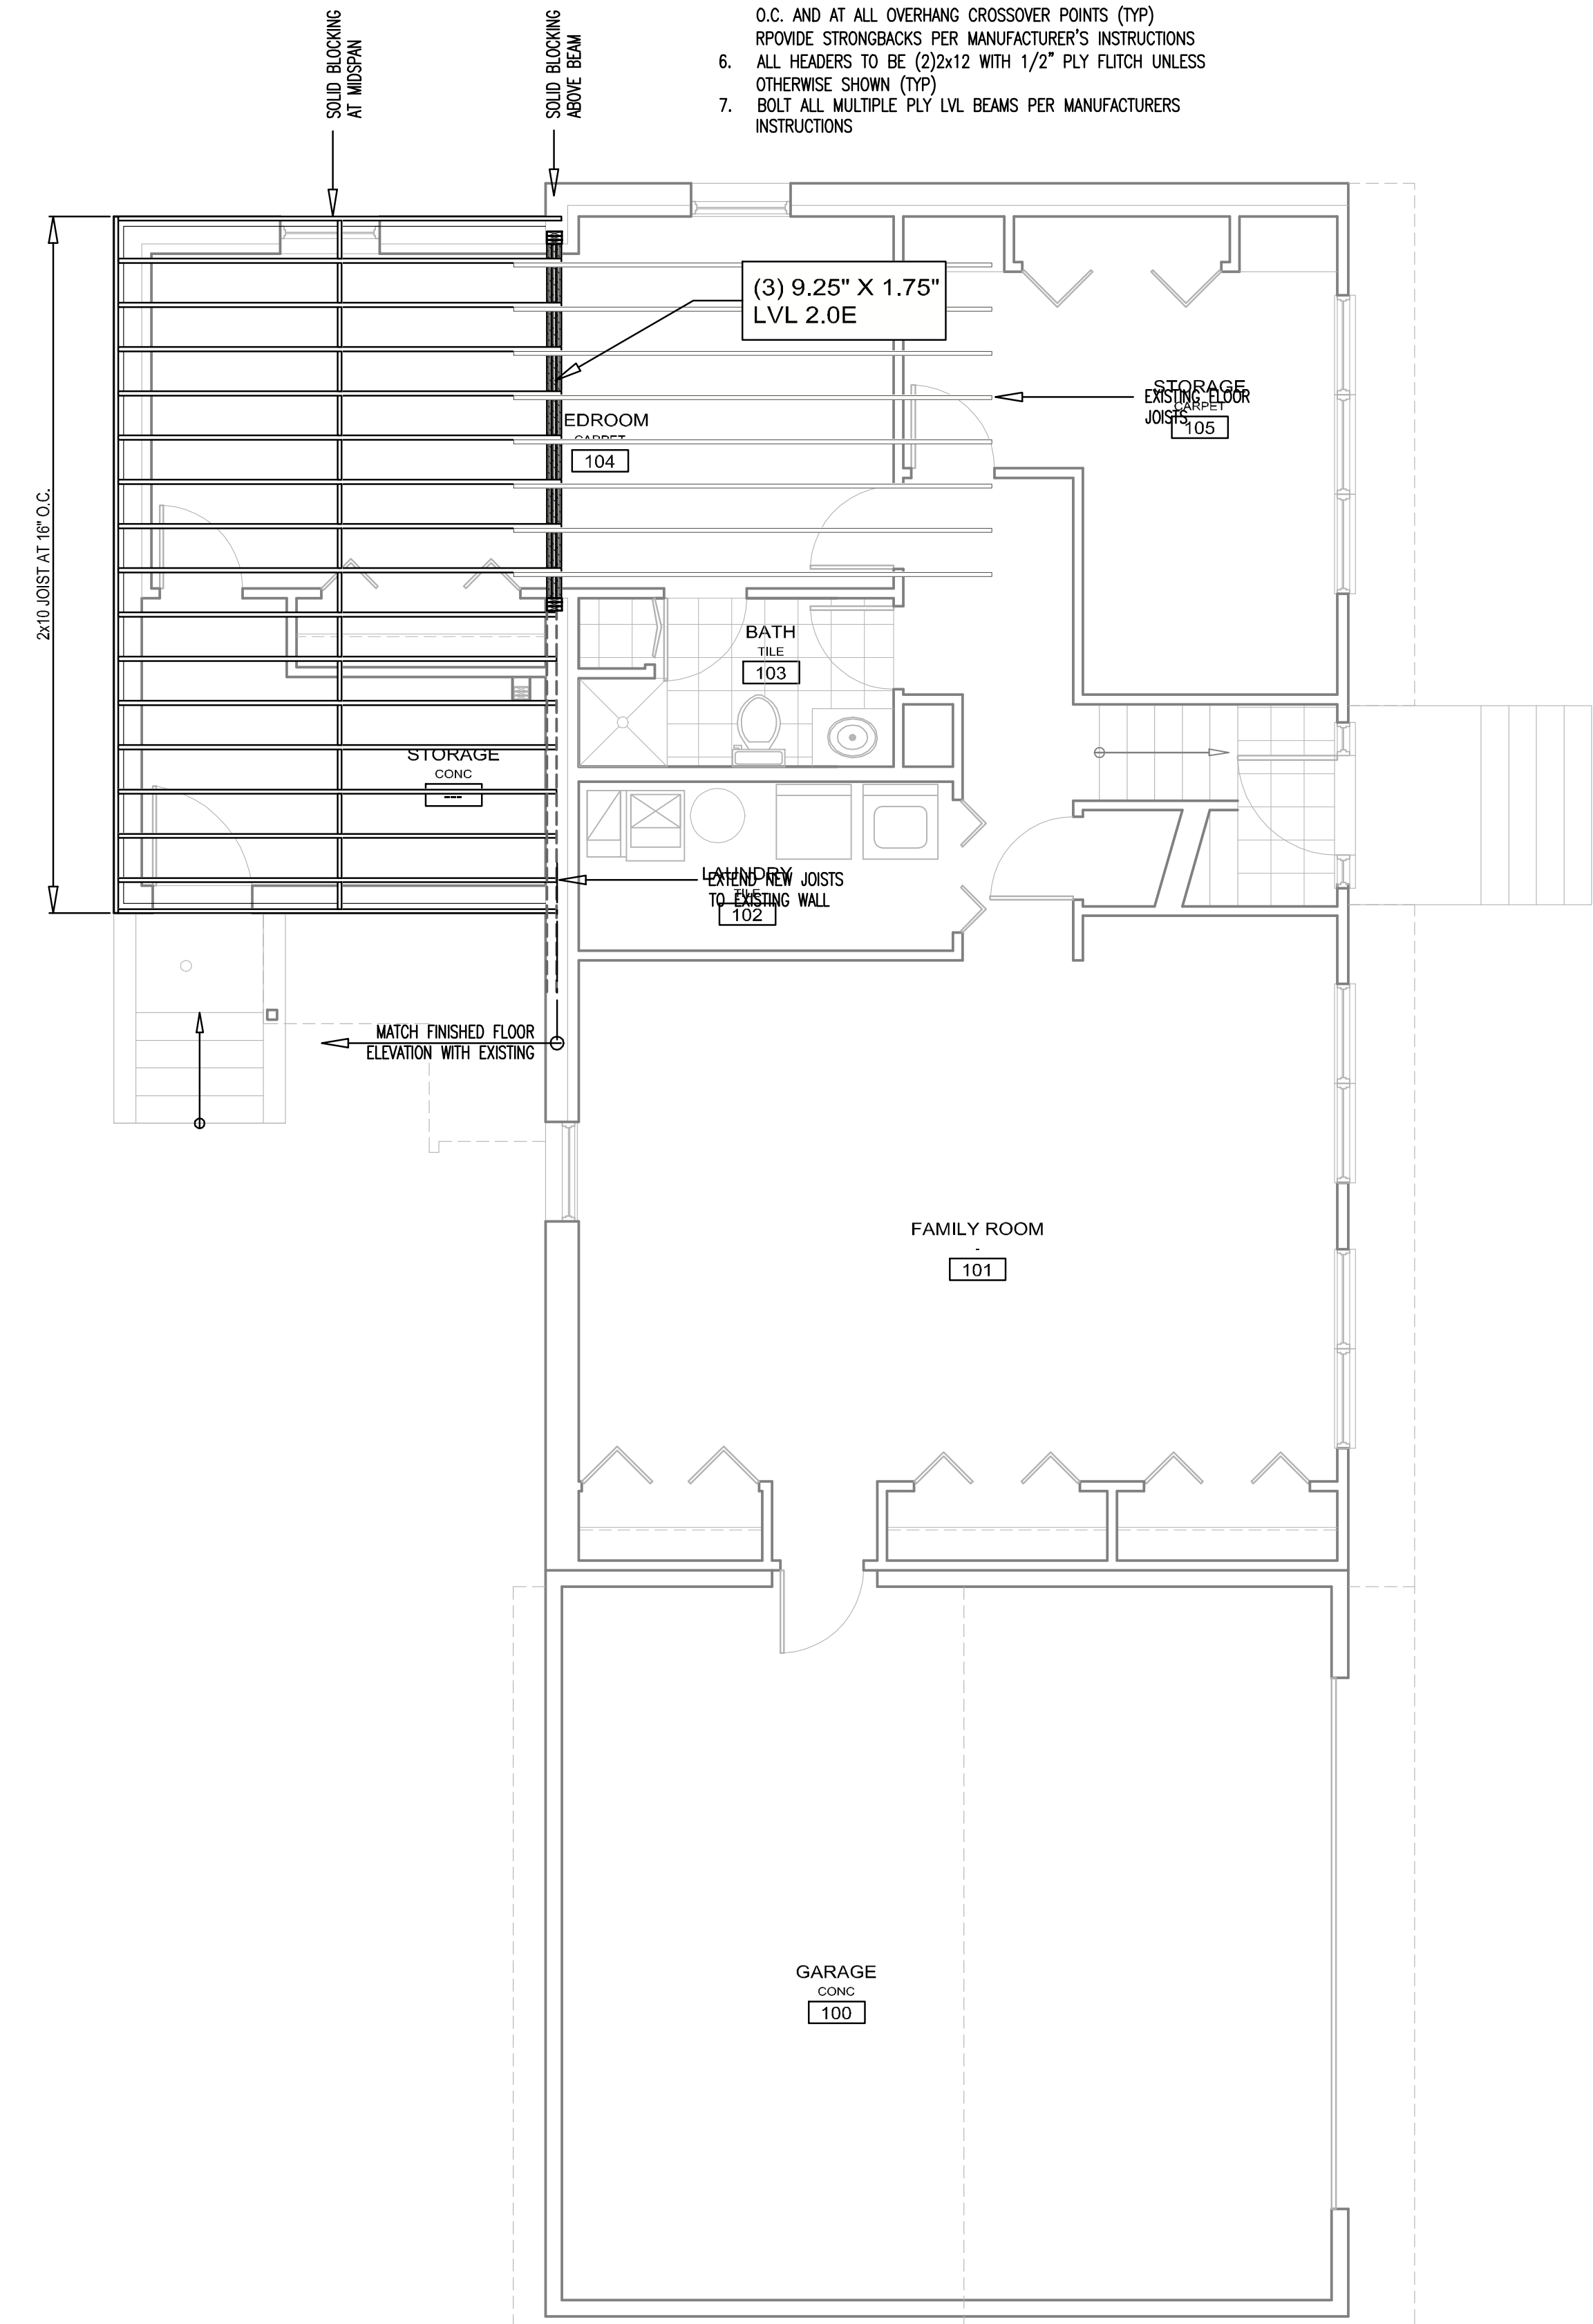 O.C. AND AT ALL OVERHANG CROSSOVER POINTS (TYP)
RPOVIDE STRONGBACKS PER MANUFACTURER'S INSTRUCTIONS
6. ALL HEADERS TO BE (2)2x12 WITH 1/2" PLY FLITCH UNLESS
OTHERWISE SHOWN (TYP)
7. BOLT ALL MULTIPLE PLY LVL BEAMS PER MANUFACTURERS
INSTRUCTIONS
SOLID BLOCKING
AT MIDSPAN
SOLID BLOCKING
ABOVE BEAM
(3) 9.25" X 1.75"
LVL 2.0E
2x10 JOIST AT 16" O.C.
EDROOM
CARPET
104
STORAGE
CARPET
105
EXISTING FLOOR
JOISTS
BATH
TILE
103
STORAGE
CONC
---
LAUNDRY
TILE
102
EXTEND NEW JOISTS
TO EXISTING WALL
MATCH FINISHED FLOOR
ELEVATION WITH EXISTING
FAMILY ROOM
-
101
GARAGE
CONC
100